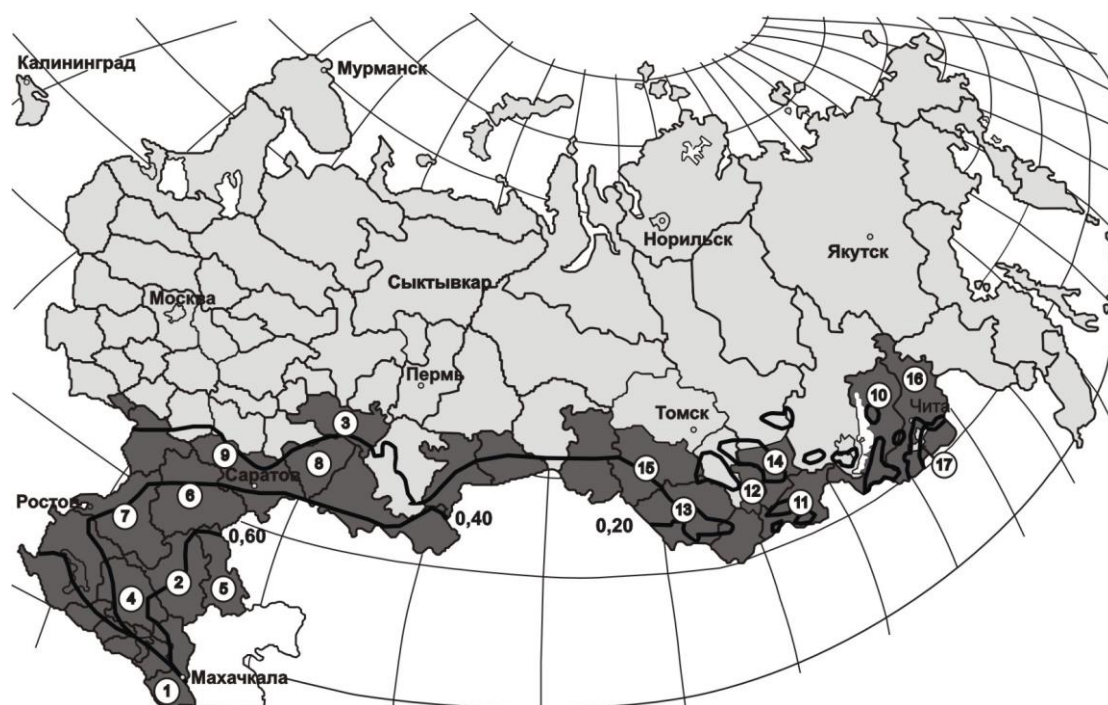 Калининград
Мурманск
Норильск
Якутск
Сыктывкар
Москва
Пермь
Томск
Чита
Саратов
Ростов
Махачкала
0,60
0,40
0,20
1
2
3
4
5
6
7
8
9
10
11
12
13
14
15
16
17